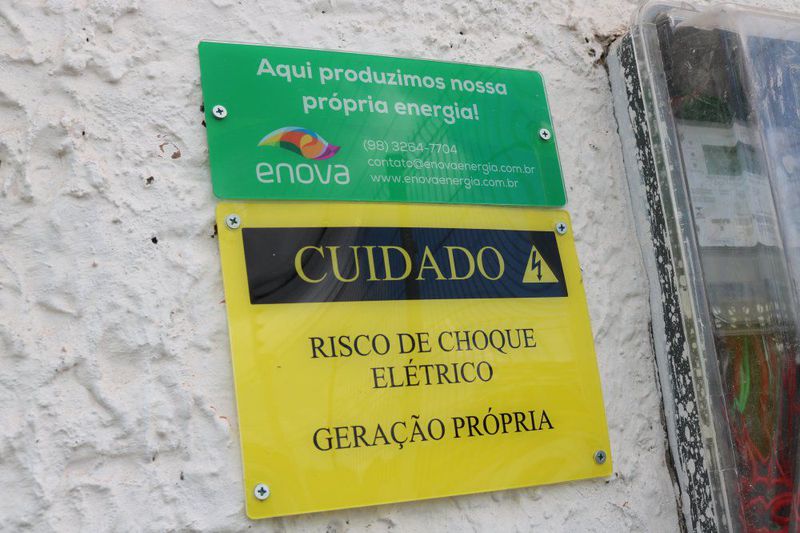 Aqui produzimos nossa
própria energia!
enova
(98) 3264-7704
contato@enovaenergia.com.br
www.enovaenergia.com.br
CUIDADO
RISCO DE CHOQUE
ELÉTRICO
GERAÇÃO PRÓPRIA